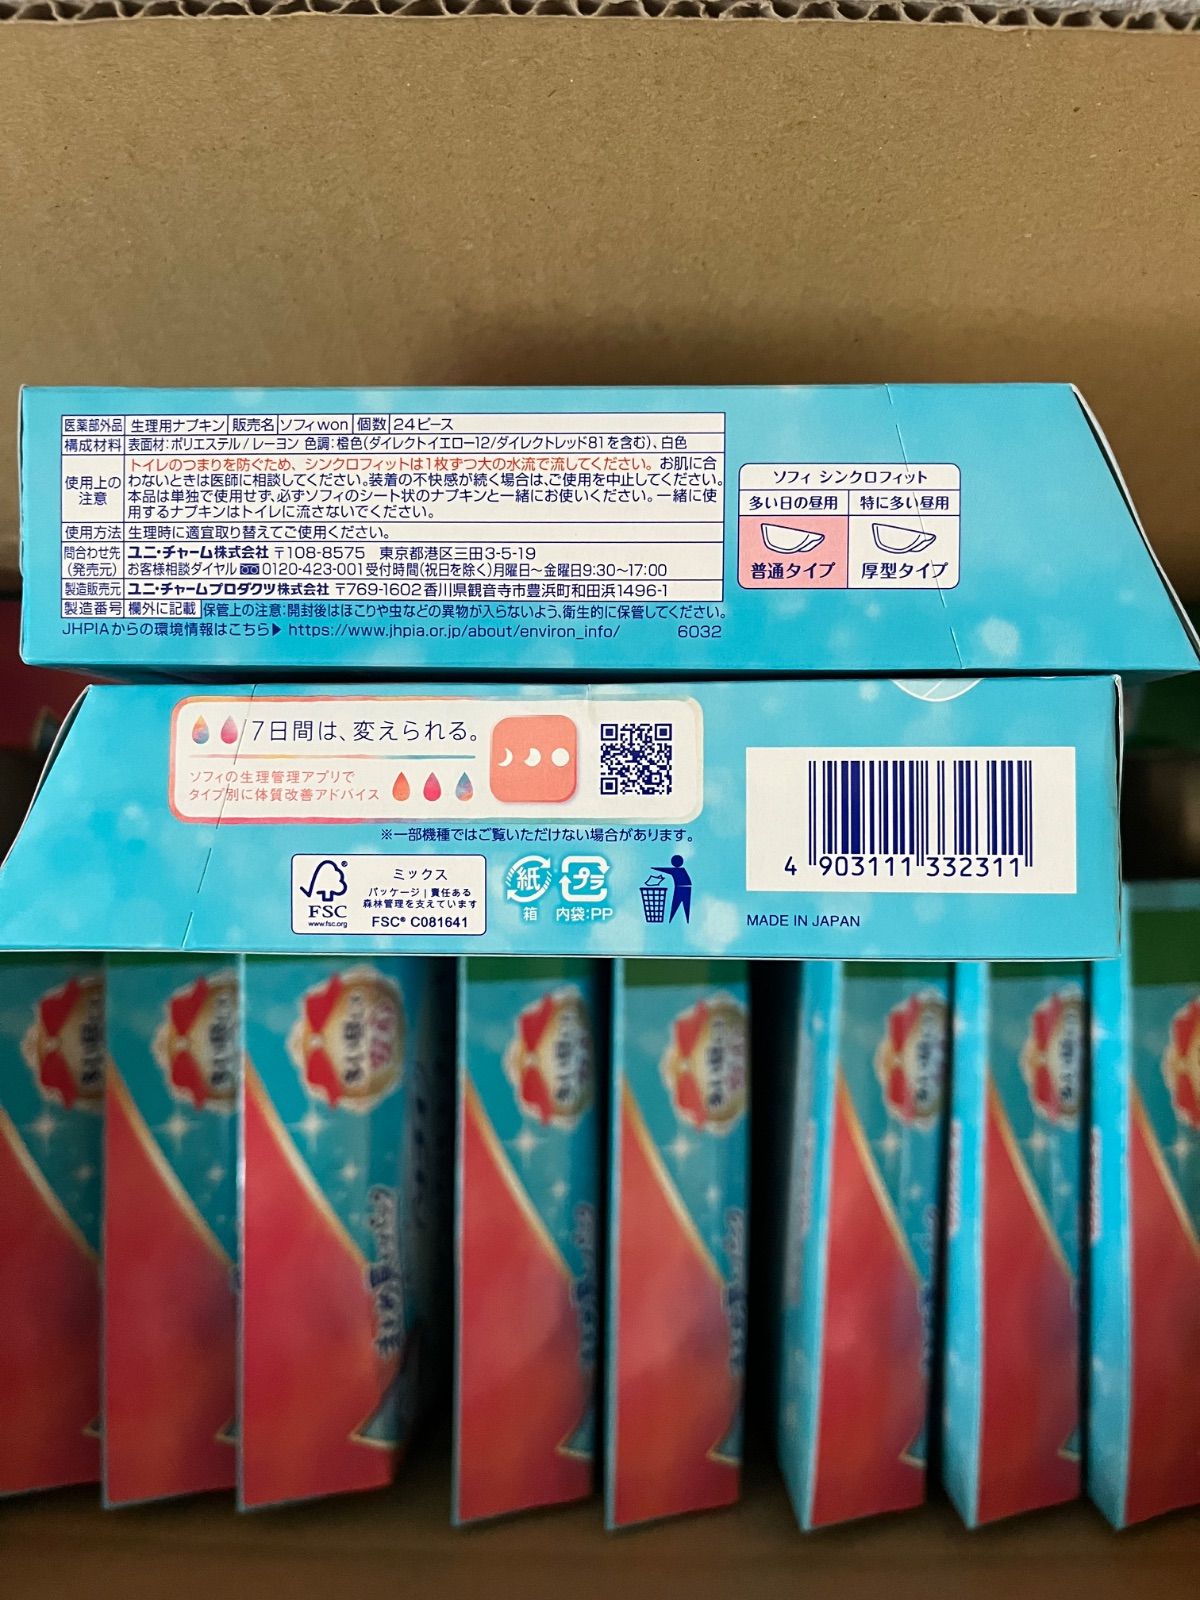 医薬部外品 生理用ナプキン 販売名 ソフィwon 個数 24ピース
構成材料 表面材:ポリエステル/レーヨン 色調:橙色(ダイレクトイエロー12/ダイレクトレッド81を含む)、白色
使用上の注意
トイレのつまりを防ぐため、シンクロフィットは1枚ずつ大の水流で流してください。お肌に合
わないときは医師に相談してください。装着の不快感が続く場合は、ご使用を中止してください。
本品は単独で使用せず、必ずソフィのシート状のナプキンと一緒にお使いください。一緒に使
用するナプキンはトイレに流さないでください。
使用方法 生理時に適宜取り替えてご使用ください。
問合わせ先 ユニ・チャーム株式会社 〒108-8575 東京都港区三田3-5-19
(発売元) お客様相談ダイヤル 0120-423-001 受付時間(祝日を除く)月曜日〜金曜日9:30〜17:00
製造販売元 ユニ・チャームプロダクツ株式会社 〒769-1602 香川県観音寺市豊浜町和田浜1496-1
製造番号 欄外に記載 保管上の注意:開封後はほこりや虫などの異物が入らないよう、衛生的に保管してください。
JHPIAからの環境情報はこちら▶ https://www.jhpia.or.jp/about/environ_info/ 6032
ソフィ シンクロフィット
多い日の昼用 特に多い昼用
普通タイプ 厚型タイプ
7日間は、変えられる。
ソフィの生理管理アプリで
タイプ別に体質改善アドバイス
※一部機種ではご覧いただけない場合があります。
FSC
www.fsc.org
ミックス
パッケージ|責任ある
森林管理を支えています
FSC® C081641
紙
箱
プラ
内袋:PP
4 903111 332311
MADE IN JAPAN